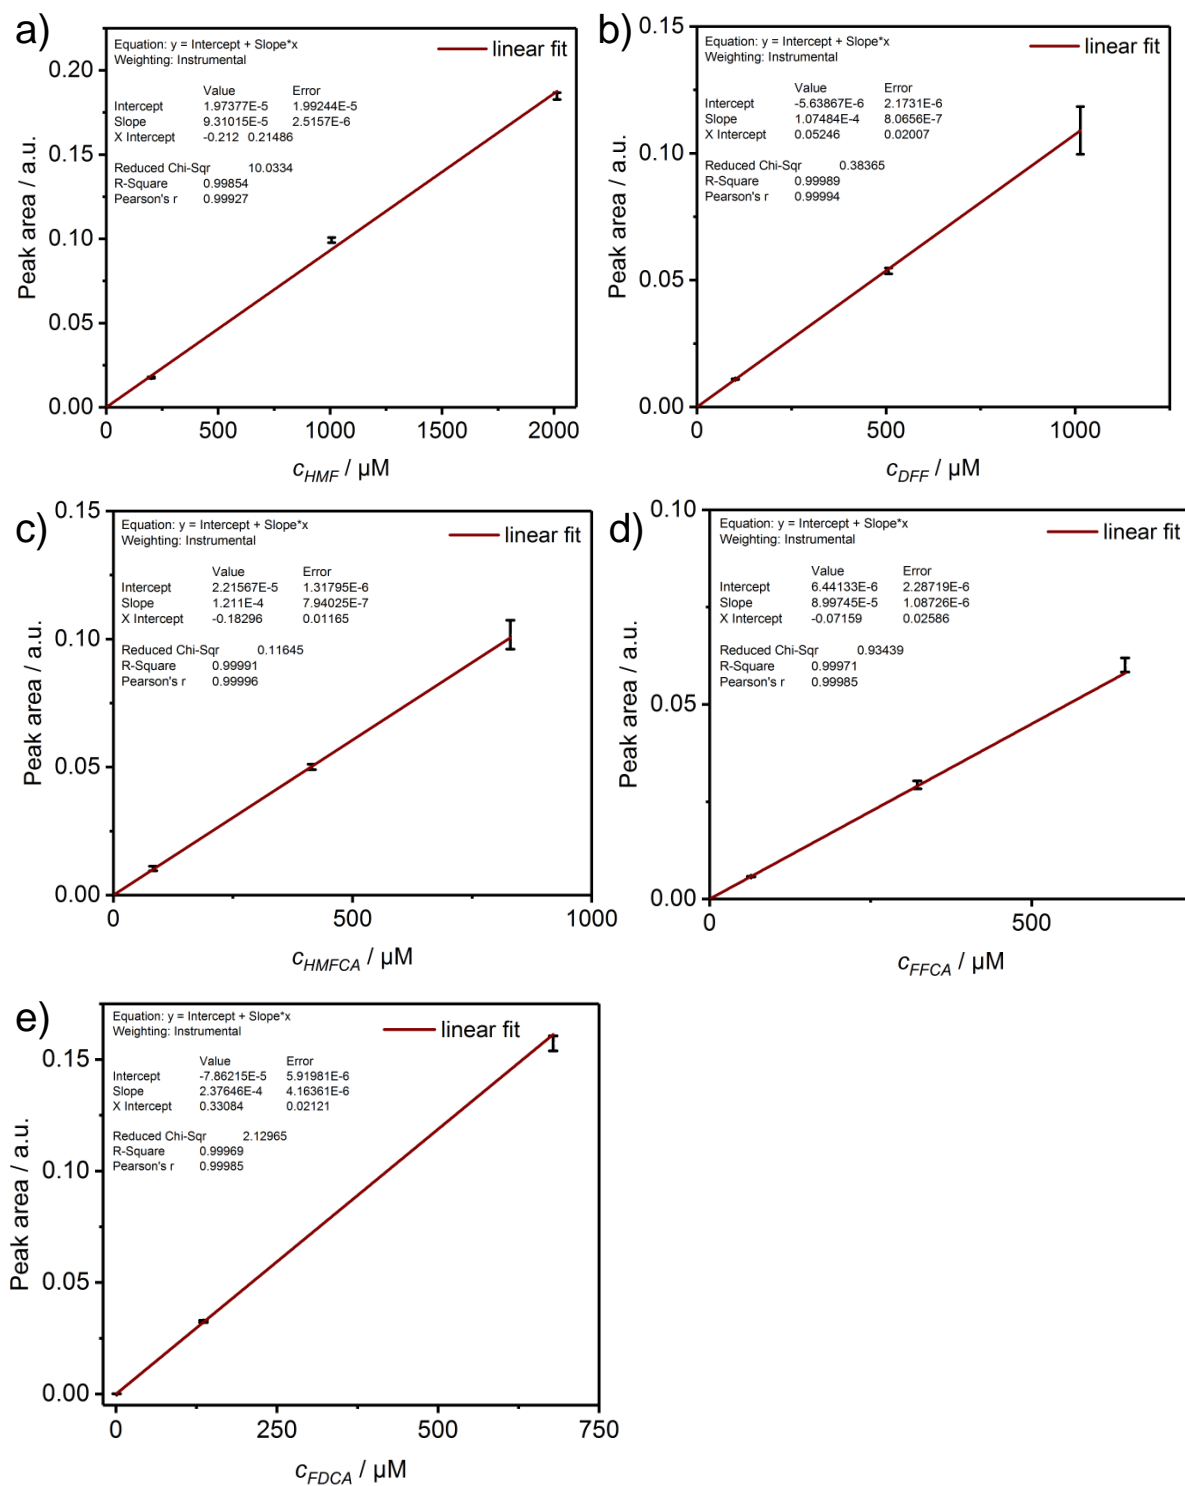 a)
Equation: y = Intercept + Slope*x
Weighting: Instrumental
linear fit
Value Error
Intercept 1.97377E-5 1.99244E-5
Slope 9.31015E-5 2.5157E-6
X Intercept -0.212 0.21486
Reduced Chi-Sqr 10.0334
R-Square 0.99854
Pearson's r 0.99927
Peak area / a.u.
0.20
0.15
0.10
0.05
0.00
0 500 1000 1500 2000
c_HMF / µM
b)
Equation: y = Intercept + Slope*x
Weighting: Instrumental
linear fit
Value Error
Intercept -5.63867E-6 2.1731E-6
Slope 1.07484E-4 8.0656E-7
X Intercept 0.05246 0.02007
Reduced Chi-Sqr 0.38365
R-Square 0.99989
Pearson's r 0.99994
Peak area / a.u.
0.15
0.10
0.05
0.00
0 500 1000
c_DFF / µM
c)
Equation: y = Intercept + Slope*x
Weighting: Instrumental
linear fit
Value Error
Intercept 2.21567E-5 1.31795E-6
Slope 1.211E-4 7.94025E-7
X Intercept -0.18296 0.01165
Reduced Chi-Sqr 0.11645
R-Square 0.99991
Pearson's r 0.99996
Peak area / a.u.
0.15
0.10
0.05
0.00
0 500 1000
c_HMFCA / µM
d)
Equation: y = Intercept + Slope*x
Weighting: Instrumental
linear fit
Value Error
Intercept 6.44133E-6 2.28719E-6
Slope 8.99745E-5 1.08726E-6
X Intercept -0.07159 0.02586
Reduced Chi-Sqr 0.93439
R-Square 0.99971
Pearson's r 0.99985
Peak area / a.u.
0.10
0.05
0.00
0 500
c_FFCA / µM
e)
Equation: y = Intercept + Slope*x
Weighting: Instrumental
linear fit
Value Error
Intercept -7.86215E-5 5.91981E-6
Slope 2.37646E-4 4.16361E-6
X Intercept 0.33084 0.02121
Reduced Chi-Sqr 2.12965
R-Square 0.99969
Pearson's r 0.99985
Peak area / a.u.
0.15
0.10
0.05
0.00
0 250 500 750
c_FDCA / µM